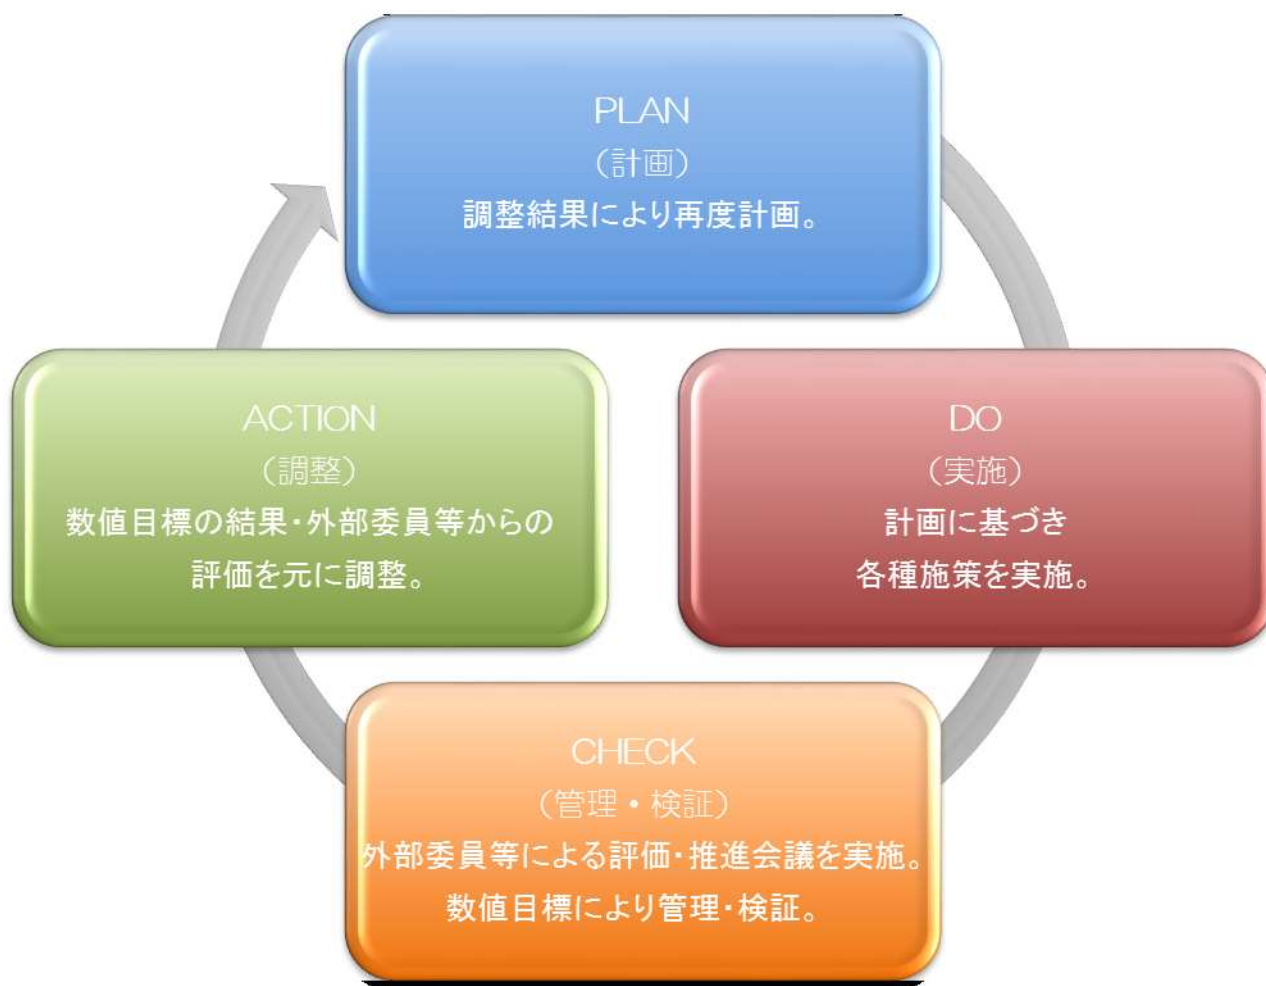 PLAN
（計画）
調整結果により再度計画。
DO
（実施）
計画に基づき
各種施策を実施。
CHECK
（管理・検証）
外部委員等による評価・推進会議を実施。
数値目標により管理・検証。
ACTION
（調整）
数値目標の結果・外部委員等からの
評価を元に調整。